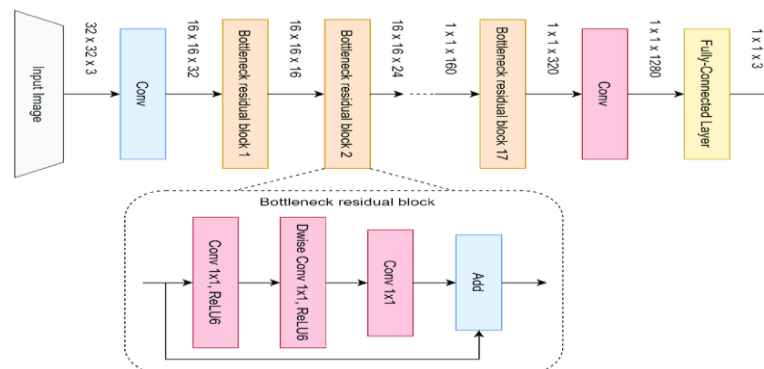 Input Image
32 x 32 x 3
Conv
16 x 16 x 32
Bottleneck residual block 1
16 x 16 x 16
Bottleneck residual block 2
16 x 16 x 24
1 x 1 x 160
Bottleneck residual block 17
1 x 1 x 320
Conv
1 x 1 x 1280
Fully-Connected Layer
1 x 1 x 3
Bottleneck residual block
Conv 1x1, ReLU6
Dwise Conv 1x1, ReLU6
Conv 1x1
Add